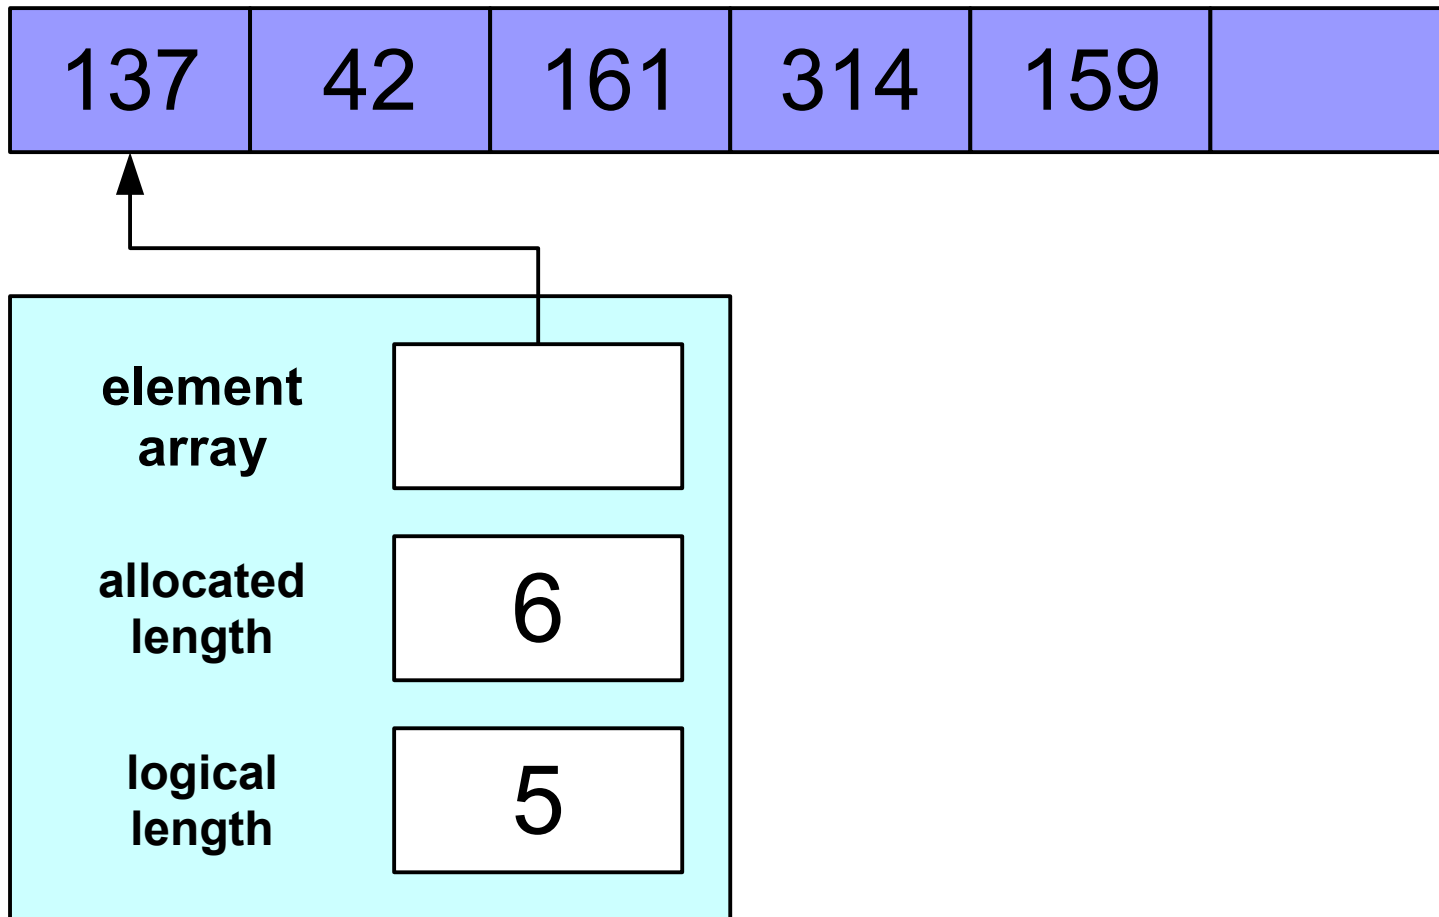 137 42 161 314 159
element
array
allocated
length
6
logical
length
5